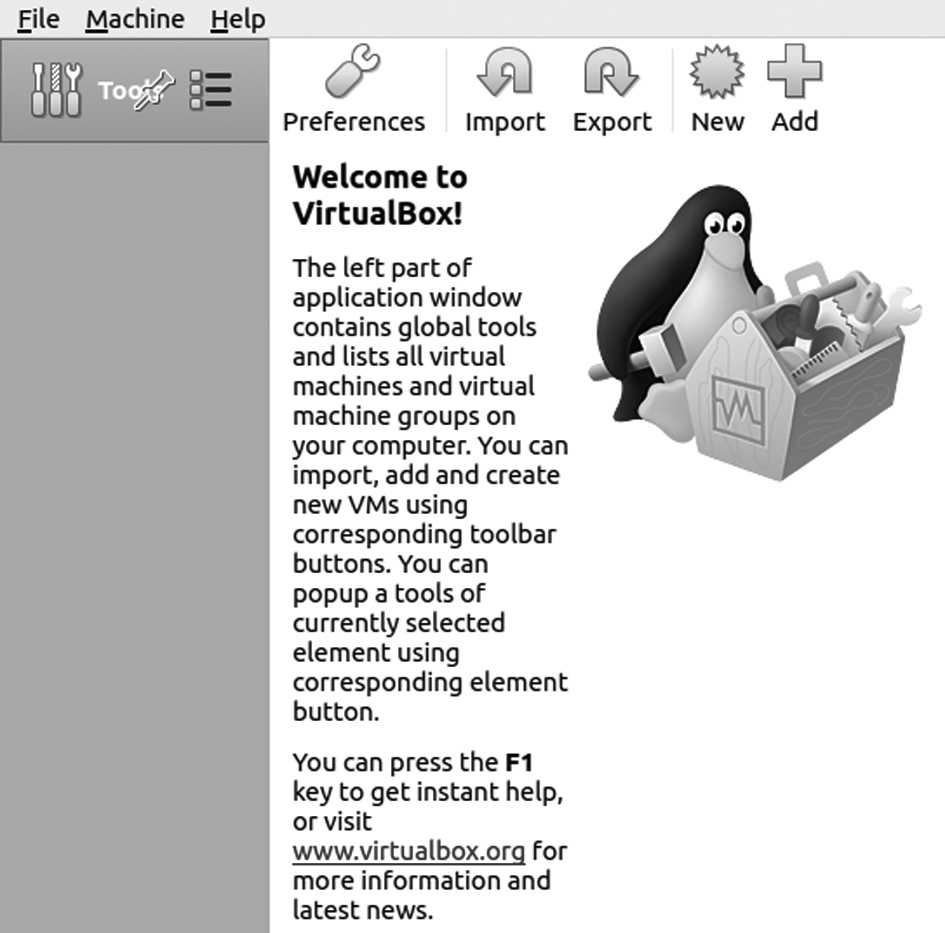 File Machine Help
Tools
Preferences Import Export New Add
Welcome to
VirtualBox!
The left part of
application window
contains global tools
and lists all virtual
machines and virtual
machine groups on
your computer. You can
import, add and create
new VMs using
corresponding toolbar
buttons. You can
popup a tools of
currently selected
element using
corresponding element
button.
You can press the F1
key to get instant help,
or visit
www.virtualbox.org for
more information and
latest news.